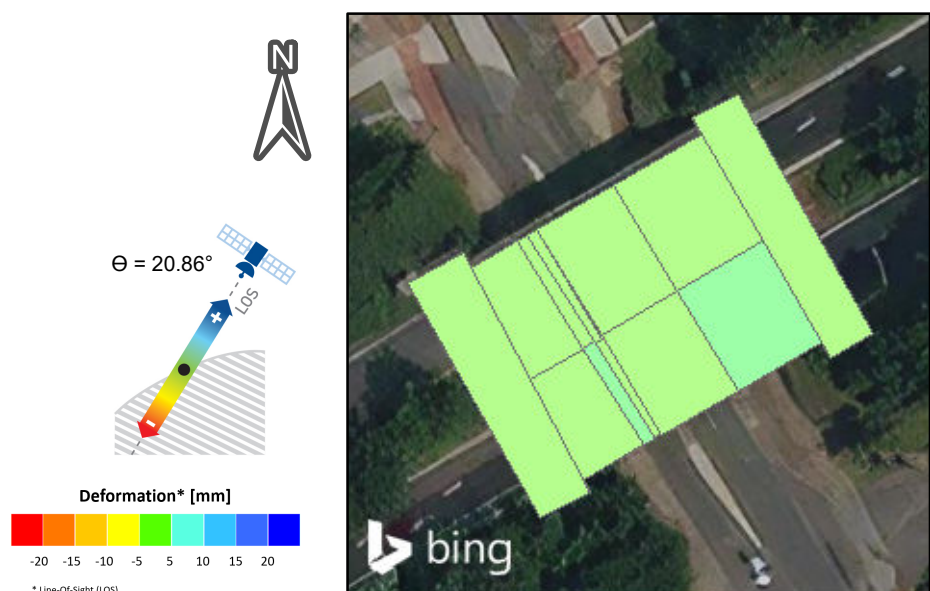 N
Θ = 20.86°
LOS
+
-
Deformation* [mm]
-20 -15 -10 -5 5 10 15 20
* Line-Of-Sight (LOS)
bing